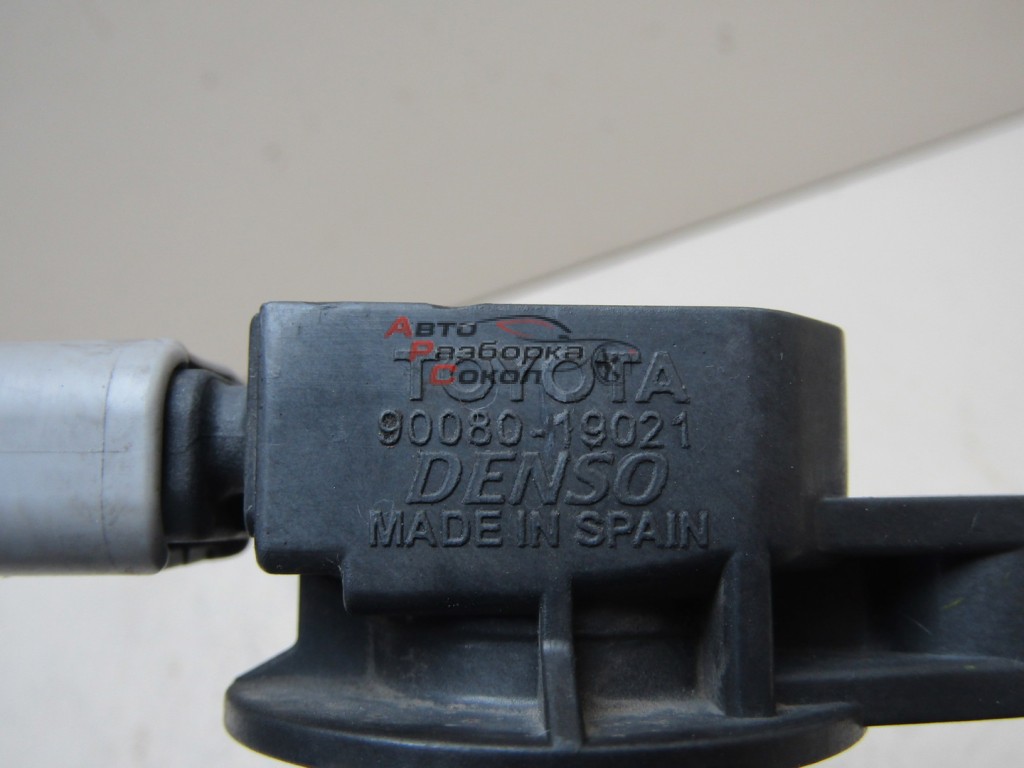 Авто
Разборка
Сокол
TOYOTA
90080-19021
DENSO
MADE IN SPAIN